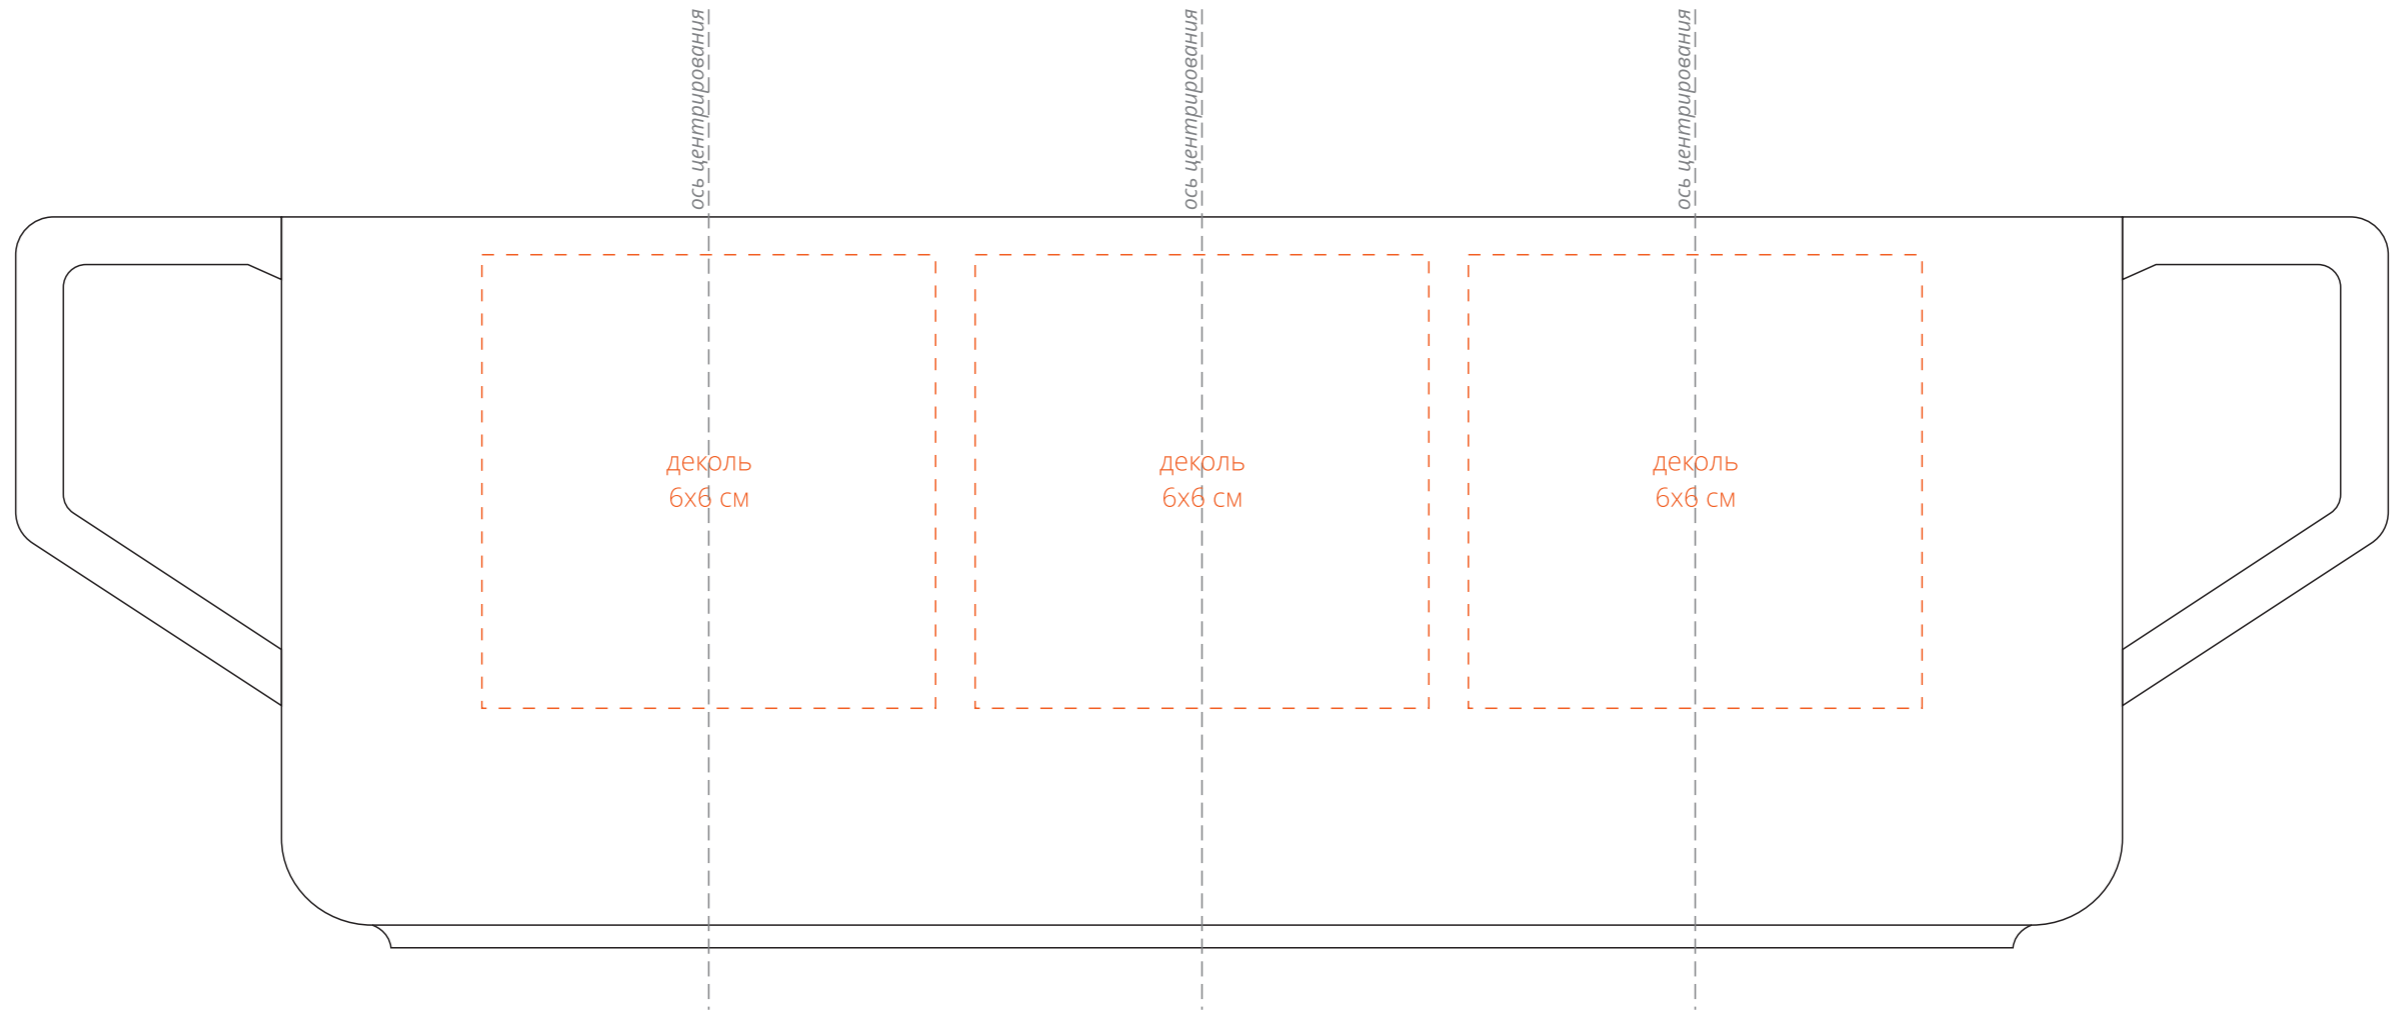 ось центрирования
ось центрирования
ось центрирования
деколь
6х6 см
деколь
6х6 см
деколь
6х6 см